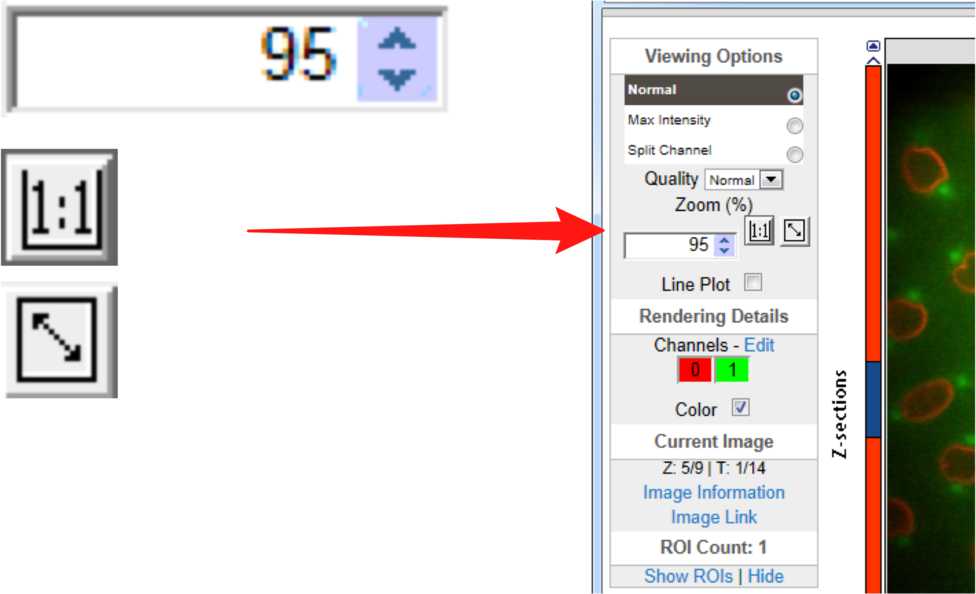 95
1:1
Viewing Options
Normal
Max Intensity
Split Channel
Quality Normal
Zoom (%)
95 1:1
Line Plot
Rendering Details
Channels - Edit
0 1
Color
Current Image
Z: 5/9 | T: 1/14
Image Information
Image Link
ROI Count: 1
Show ROIs | Hide
Z-sections